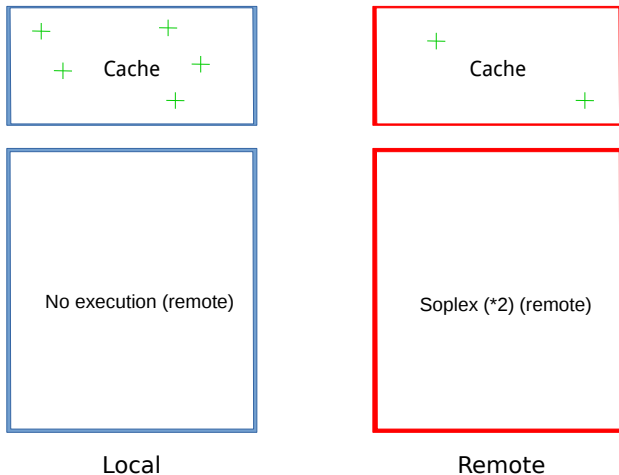 Cache
Cache
No execution (remote)
Soplex (*2) (remote)
Local
Remote